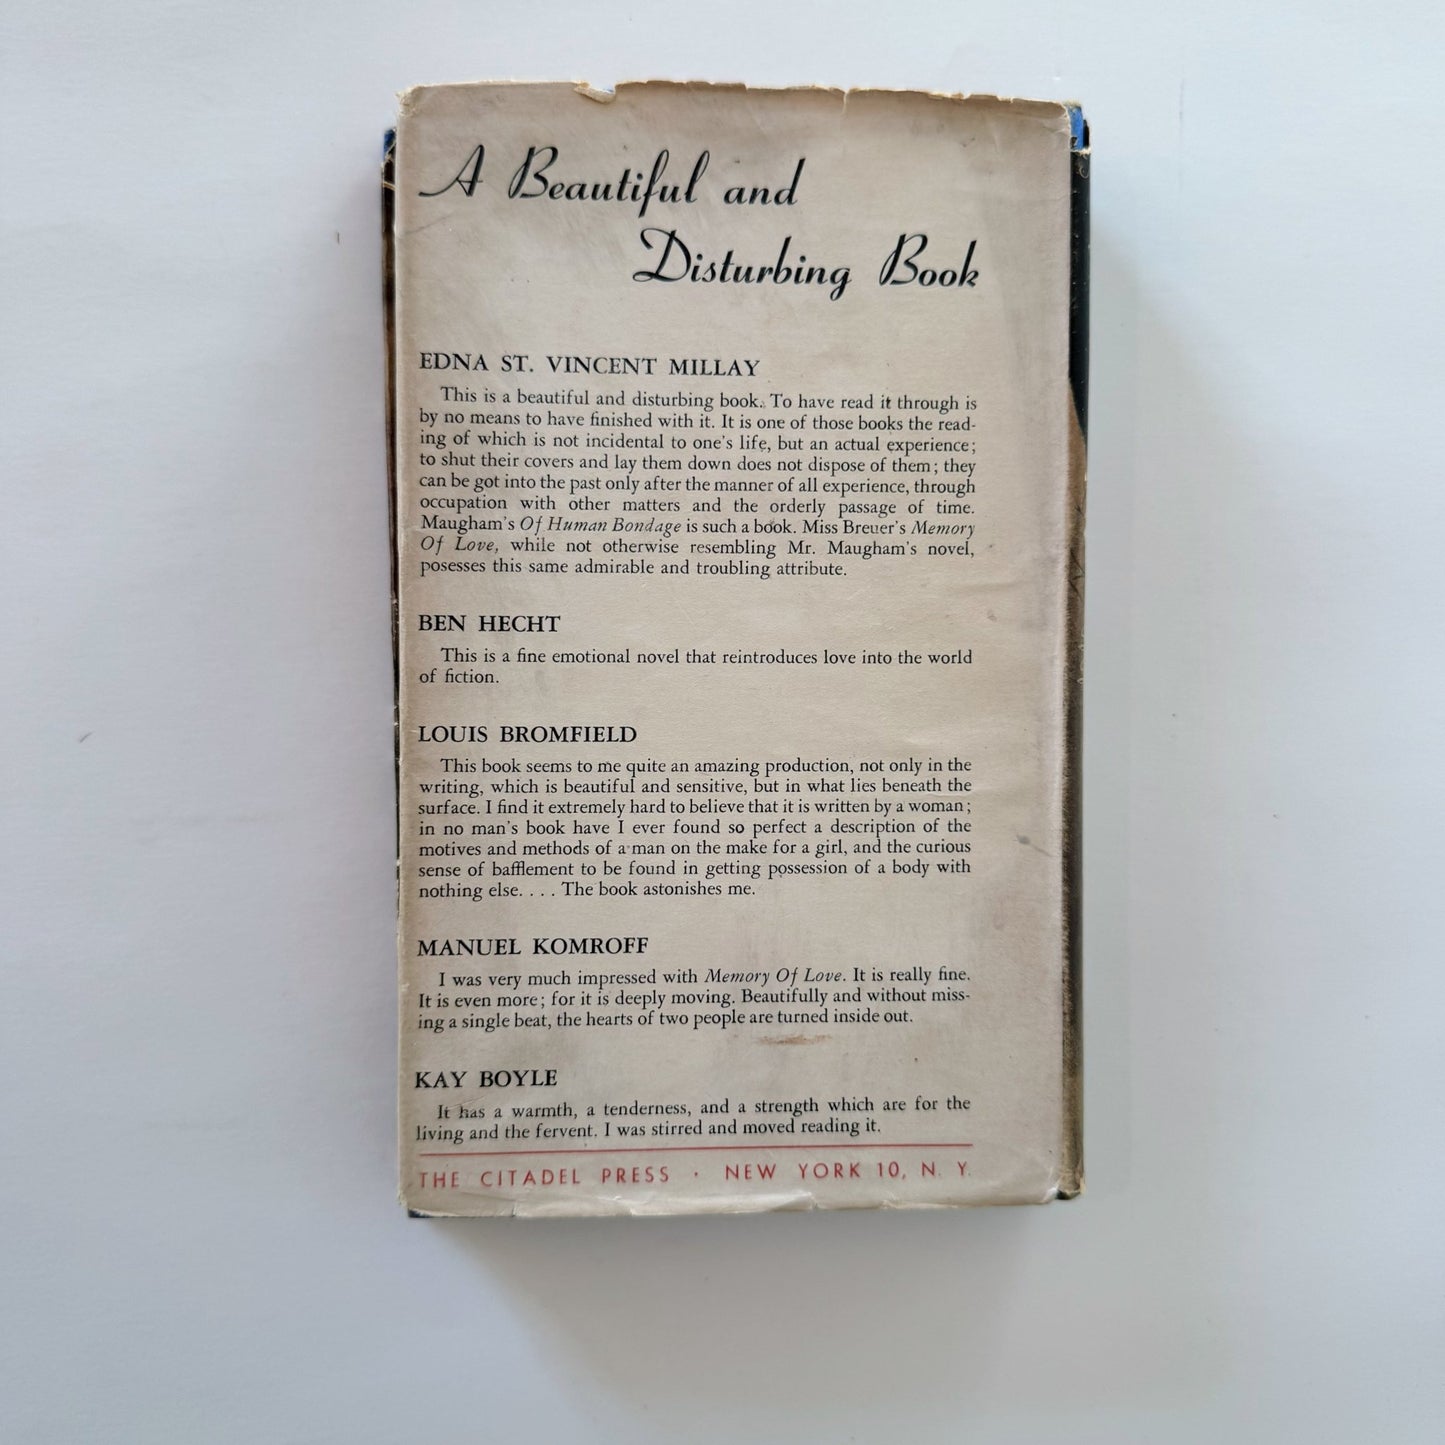 A Beautiful and
Disturbing Book
EDNA ST. VINCENT MILLAY
This is a beautiful and disturbing book. To have read it through is
by no means to have finished with it. It is one of those books the read-
ing of which is not incidental to one's life, but an actual experience;
to shut their covers and lay them down does not dispose of them; they
can be got into the past only after the manner of all experience, through
occupation with other matters and the orderly passage of time.
Maugham's Of Human Bondage is such a book. Miss Breuer's Memory
Of Love, while not otherwise resembling Mr. Maugham's novel,
posesses this same admirable and troubling attribute.
BEN HECHT
This is a fine emotional novel that reintroduces love into the world
of fiction.
LOUIS BROMFIELD
This book seems to me quite an amazing production, not only in the
writing, which is beautiful and sensitive, but in what lies beneath the
surface. I find it extremely hard to believe that it is written by a woman;
in no man's book have I ever found so perfect a description of the
motives and methods of a man on the make for a girl, and the curious
sense of bafflement to be found in getting possession of a body with
nothing else. . . . The book astonishes me.
MANUEL KOMROFF
I was very much impressed with Memory Of Love. It is really fine.
It is even more; for it is deeply moving. Beautifully and without miss-
ing a single beat, the hearts of two people are turned inside out.
KAY BOYLE
It has a warmth, a tenderness, and a strength which are for the
living and the fervent. I was stirred and moved reading it.
THE CITADEL PRESS · NEW YORK 10, N. Y.